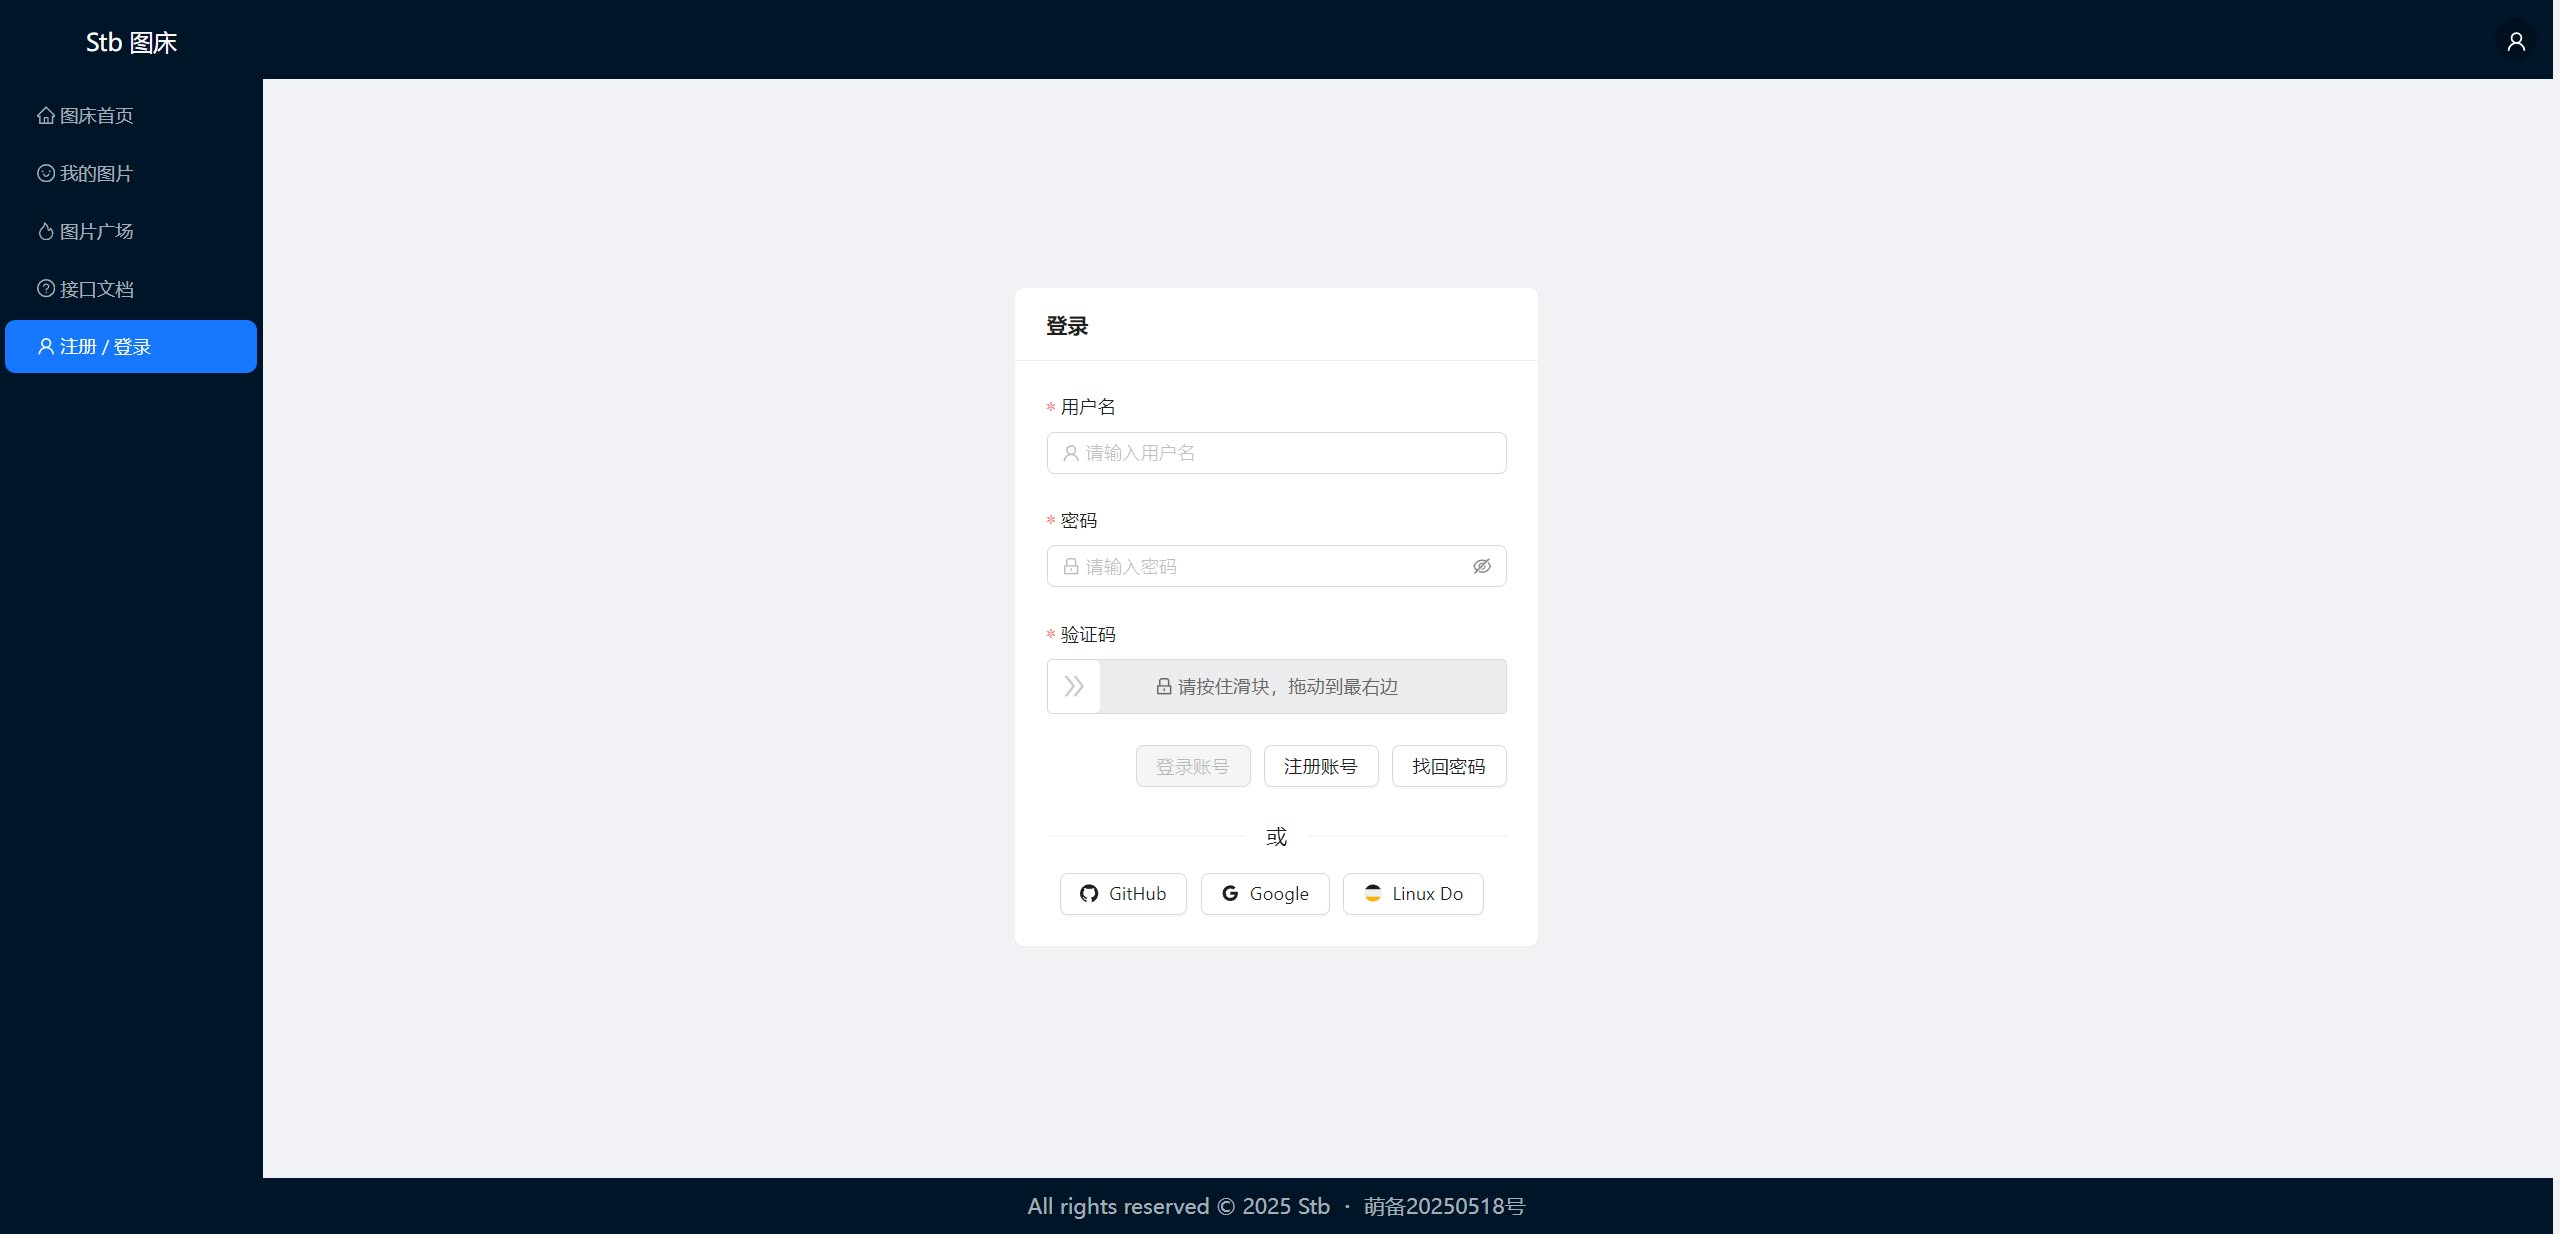 Stb 图床
图床首页
我的图片
图片广场
接口文档
注册 / 登录
登录
* 用户名
请输入用户名
* 密码
请输入密码
* 验证码
请按住滑块，拖动到最右边
登录账号 注册账号 找回密码
或
GitHub Google Linux Do
All rights reserved © 2025 Stb · 萌备20250518号